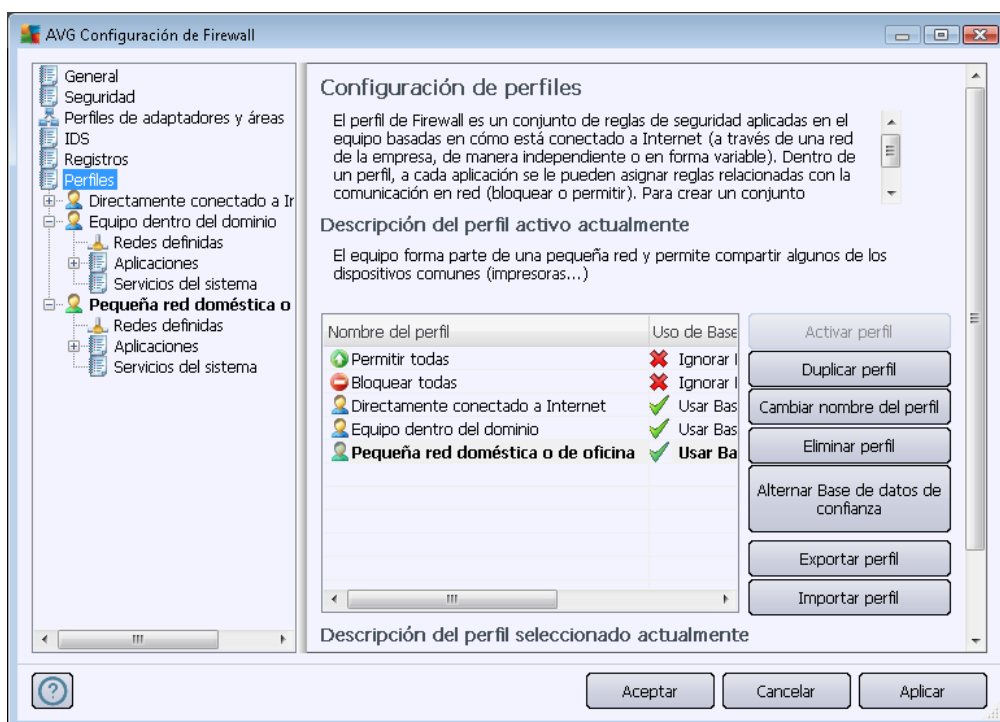 AVG Configuración de Firewall
General
Seguridad
Perfiles de adaptadores y áreas
IDS
Registros
Perfiles
Directamente conectado a Ir
Equipo dentro del dominio
Redes definidas
Aplicaciones
Servicios del sistema
Pequeña red doméstica o
Redes definidas
Aplicaciones
Servicios del sistema
Configuración de perfiles
El perfil de Firewall es un conjunto de reglas de seguridad aplicadas en el
equipo basadas en cómo está conectado a Internet (a través de una red
de la empresa, de manera independiente o en forma variable). Dentro de
un perfil, a cada aplicación se le pueden asignar reglas relacionadas con la
comunicación en red (bloquear o permitir). Para crear un conjunto
Descripción del perfil activo actualmente
El equipo forma parte de una pequeña red y permite compartir algunos de los
dispositivos comunes (impresoras...)
Nombre del perfil Uso de Base
Permitir todas Ignorar l
Bloquear todas Ignorar l
Directamente conectado a Internet Usar Bas
Equipo dentro del dominio Usar Bas
Pequeña red doméstica o de oficina Usar Ba
Activar perfil
Duplicar perfil
Cambiar nombre del perfil
Eliminar perfil
Alternar Base de datos de
confianza
Exportar perfil
Importar perfil
Descripción del perfil seleccionado actualmente
?
Aceptar
Cancelar
Aplicar